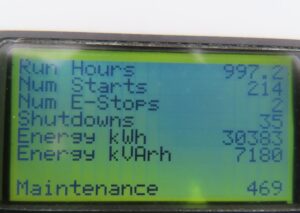 Run Hours 997.2
Num Starts 214
Num E-Stops 2
Shutdowns 35
Energy kWh 30383
Energy kVArh 7180
Maintenance 469